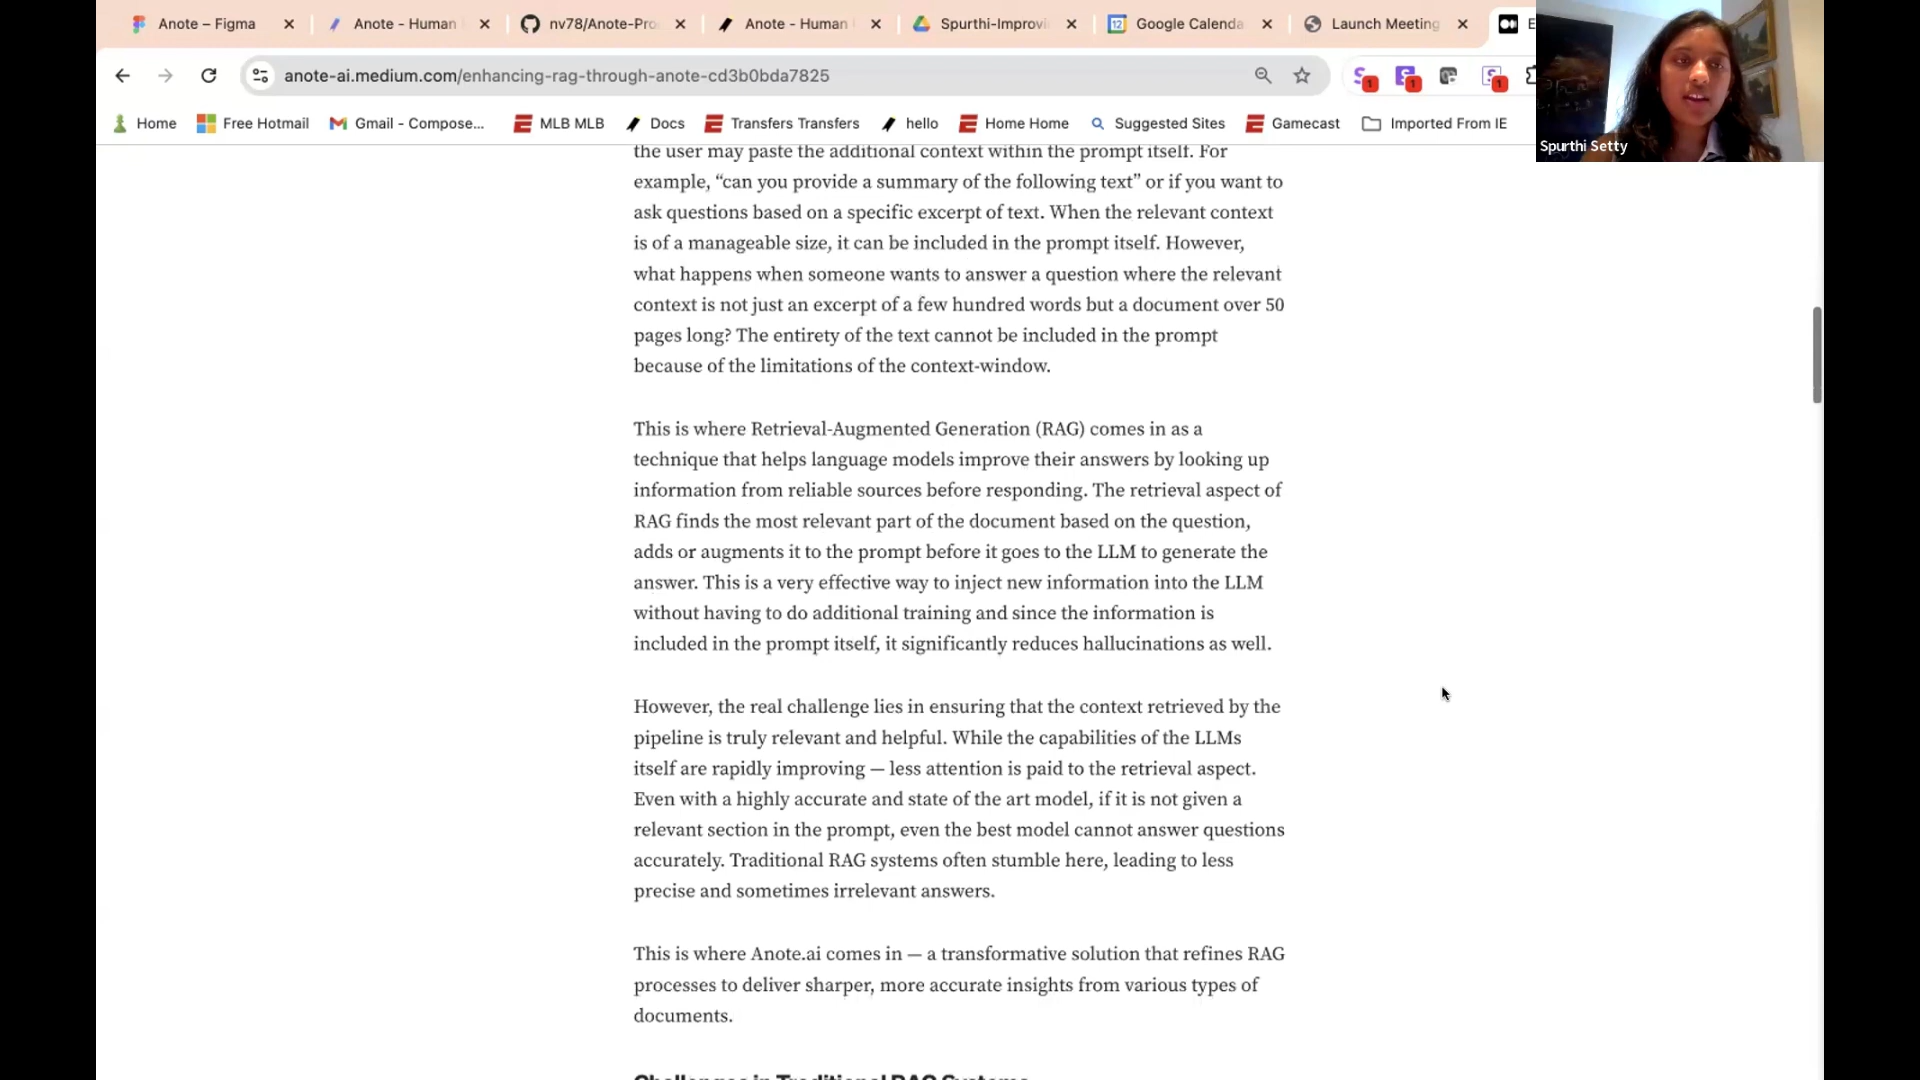 Anote – Figma
Anote - Human
nv78/Anote-Pro
Anote - Human
Spurthi-Improvi
Google Calenda
Launch Meeting
E
anote-ai.medium.com/enhancing-rag-through-anote-cd3b0bda7825
Home
Free Hotmail
Gmail - Compose...
MLB MLB
Docs
Transfers Transfers
hello
Home Home
Suggested Sites
Gamecast
Imported From IE
Spurthi Setty
the user may paste the additional context within the prompt itself. For
example, “can you provide a summary of the following text” or if you want to
ask questions based on a specific excerpt of text. When the relevant context
is of a manageable size, it can be included in the prompt itself. However,
what happens when someone wants to answer a question where the relevant
context is not just an excerpt of a few hundred words but a document over 50
pages long? The entirety of the text cannot be included in the prompt
because of the limitations of the context-window.
This is where Retrieval-Augmented Generation (RAG) comes in as a
technique that helps language models improve their answers by looking up
information from reliable sources before responding. The retrieval aspect of
RAG finds the most relevant part of the document based on the question,
adds or augments it to the prompt before it goes to the LLM to generate the
answer. This is a very effective way to inject new information into the LLM
without having to do additional training and since the information is
included in the prompt itself, it significantly reduces hallucinations as well.
However, the real challenge lies in ensuring that the context retrieved by the
pipeline is truly relevant and helpful. While the capabilities of the LLMs
itself are rapidly improving — less attention is paid to the retrieval aspect.
Even with a highly accurate and state of the art model, if it is not given a
relevant section in the prompt, even the best model cannot answer questions
accurately. Traditional RAG systems often stumble here, leading to less
precise and sometimes irrelevant answers.
This is where Anote.ai comes in — a transformative solution that refines RAG
processes to deliver sharper, more accurate insights from various types of
documents.
Challenges in Traditional RAG Systems